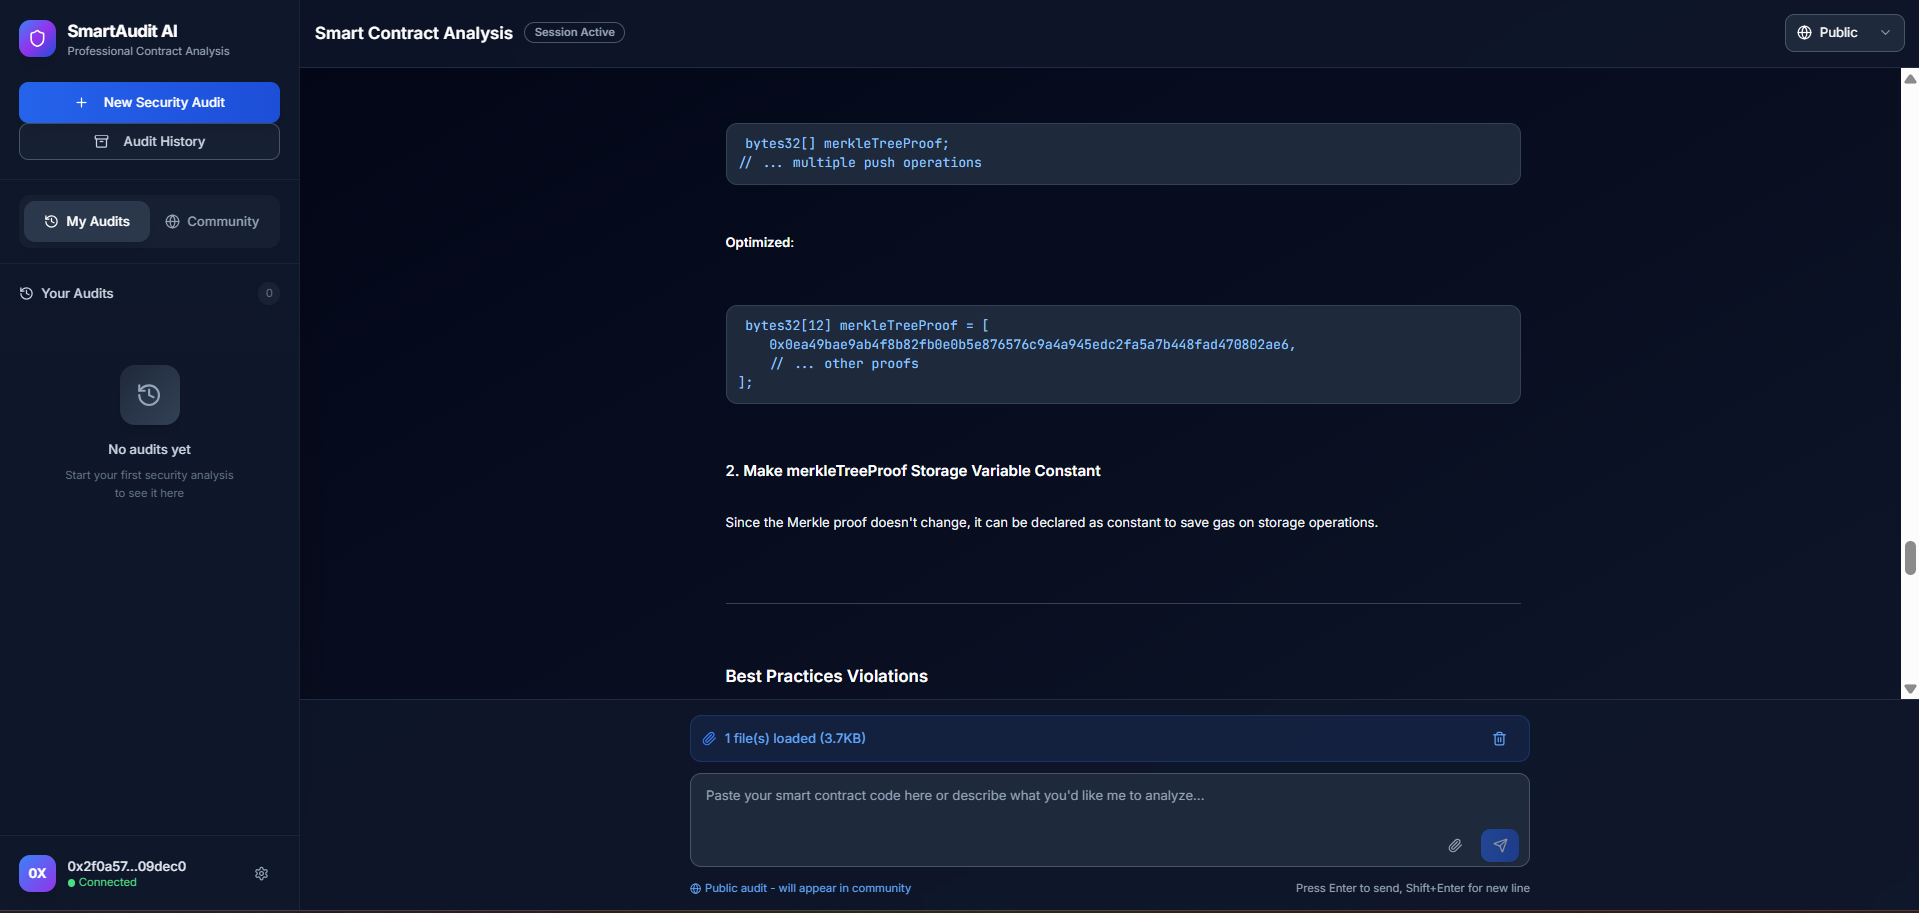 SmartAudit AI
Professional Contract Analysis
New Security Audit
Audit History
My Audits
Community
Your Audits
0
No audits yet
Start your first security analysis
to see it here
0X
0x2f0a57...09dec0
Connected
Smart Contract Analysis
Session Active
Public
bytes32[] merkleTreeProof;
// ... multiple push operations
Optimized:
bytes32[12] merkleTreeProof = [
0x0ea49bae9ab4f8b82fb0e0b5e876576c9a4a945edc2fa5a7b448fad470802ae6,
// ... other proofs
];
2. Make merkleTreeProof Storage Variable Constant
Since the Merkle proof doesn't change, it can be declared as constant to save gas on storage operations.
Best Practices Violations
1 file(s) loaded (3.7KB)
Paste your smart contract code here or describe what you'd like me to analyze...
Public audit - will appear in community
Press Enter to send, Shift+Enter for new line